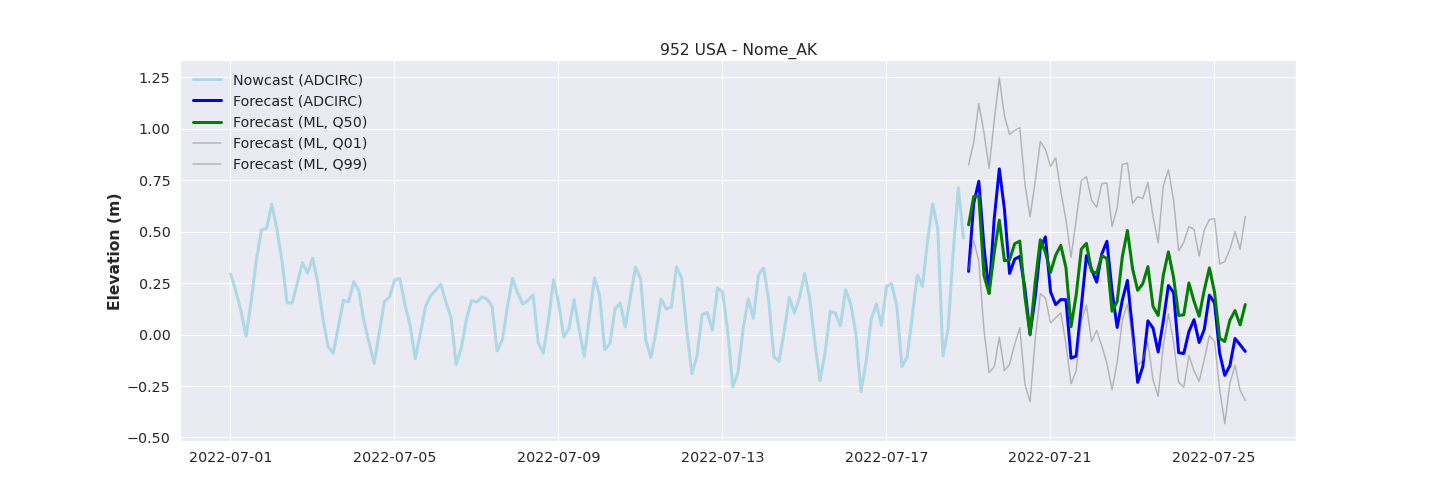 952 USA - Nome_AK
Nowcast (ADCIRC)
Forecast (ADCIRC)
Forecast (ML, Q50)
Forecast (ML, Q01)
Forecast (ML, Q99)
Elevation (m)
1.25
1.00
0.75
0.50
0.25
0.00
−0.25
−0.50
2022-07-01 2022-07-05 2022-07-09 2022-07-13 2022-07-17 2022-07-21 2022-07-25